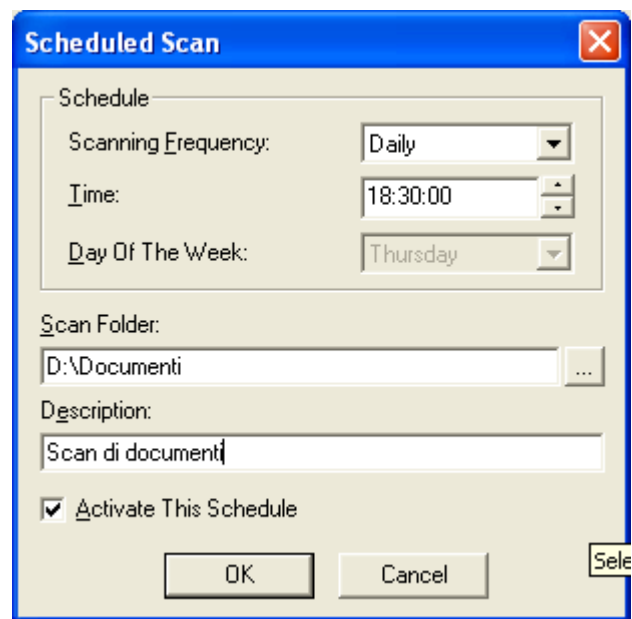 Scheduled Scan
Schedule
Scanning Frequency: Daily
Time: 18:30:00
Day Of The Week: Thursday
Scan Folder:
D:\Documenti
...
Description:
Scan di documenti
Activate This Schedule
OK Cancel
Sele